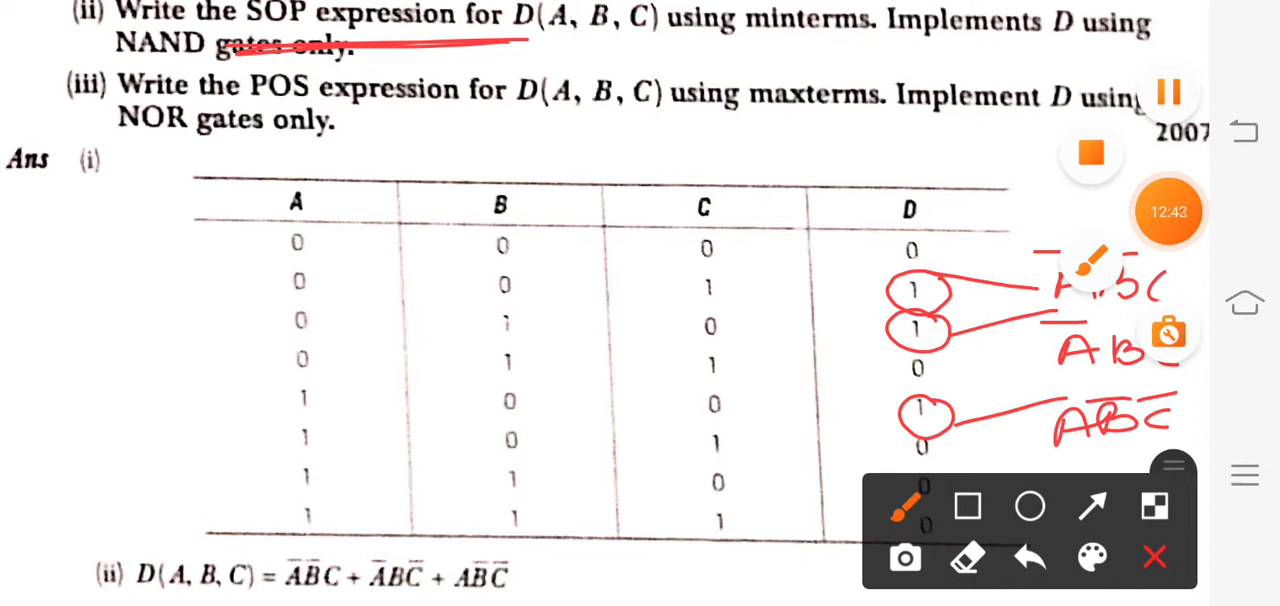 (ii) Write the SOP expression for D(A, B, C) using minterms. Implements D using
NAND gates only.
(iii) Write the POS expression for D(A, B, C) using maxterms. Implement D using
NOR gates only.
2007
Ans (i)
12:42
A B C D
0 0 0 0
0 0 1 1
0 1 0 1
0 1 1 0
1 0 0 1
1 0 1 0
1 1 0 0
1 1 1 0
A̅ B
AB̅C̅
(ii) D(A, B, C) = A̅B̅C + A̅BC̅ + AB̅C̅